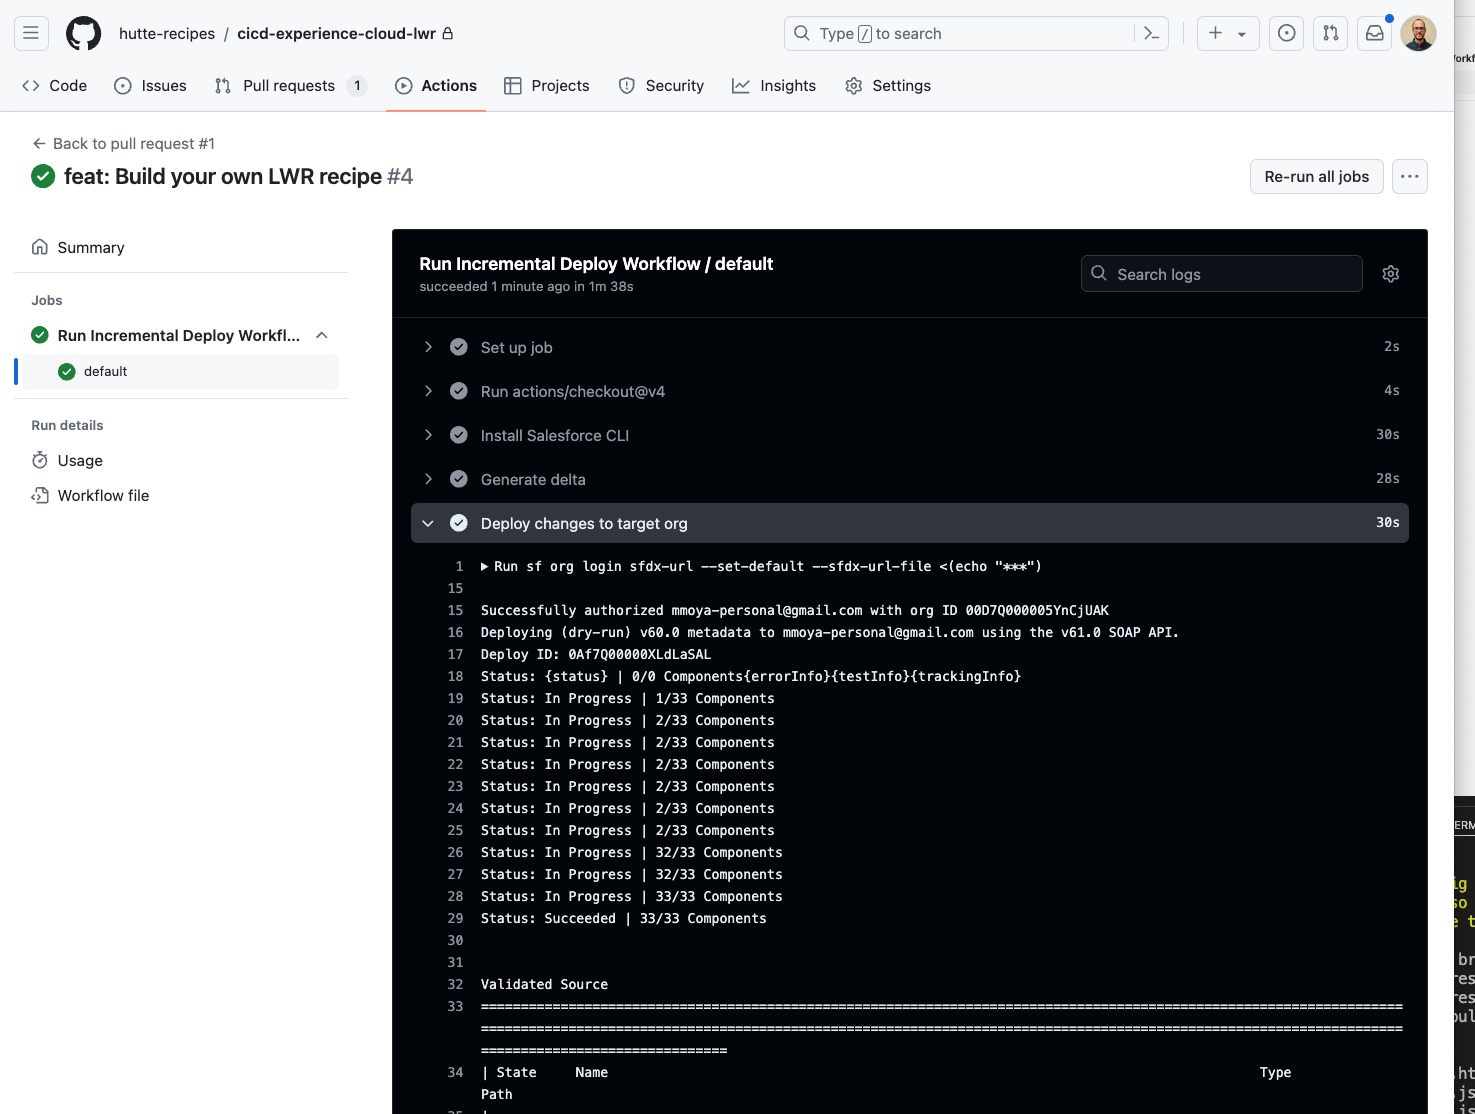 hutte-recipes / cicd-experience-cloud-lwr
Type / to search
Code
Issues
Pull requests 1
Actions
Projects
Security
Insights
Settings
Back to pull request #1
feat: Build your own LWR recipe #4
Re-run all jobs
Summary
Jobs
Run Incremental Deploy Workfl...
default
Run details
Usage
Workflow file
Run Incremental Deploy Workflow / default
succeeded 1 minute ago in 1m 38s
Search logs
Set up job 2s
Run actions/checkout@v4 4s
Install Salesforce CLI 30s
Generate delta 28s
Deploy changes to target org 30s
1 Run sf org login sfdx-url --set-default --sfdx-url-file <(echo "***")
15
15 Successfully authorized mmoya-personal@gmail.com with org ID 00D7Q000005YnCjUAK
16 Deploying (dry-run) v60.0 metadata to mmoya-personal@gmail.com using the v61.0 SOAP API.
17 Deploy ID: 0Af7Q00000XLdLaSAL
18 Status: {status} | 0/0 Components{errorInfo}{testInfo}{trackingInfo}
19 Status: In Progress | 1/33 Components
20 Status: In Progress | 2/33 Components
21 Status: In Progress | 2/33 Components
22 Status: In Progress | 2/33 Components
23 Status: In Progress | 2/33 Components
24 Status: In Progress | 2/33 Components
25 Status: In Progress | 2/33 Components
26 Status: In Progress | 32/33 Components
27 Status: In Progress | 32/33 Components
28 Status: In Progress | 33/33 Components
29 Status: Succeeded | 33/33 Components
30
31
32 Validated Source
33 ====================================================================================================================
====================================================================================================================
===============================
34 | State Name Type
Path